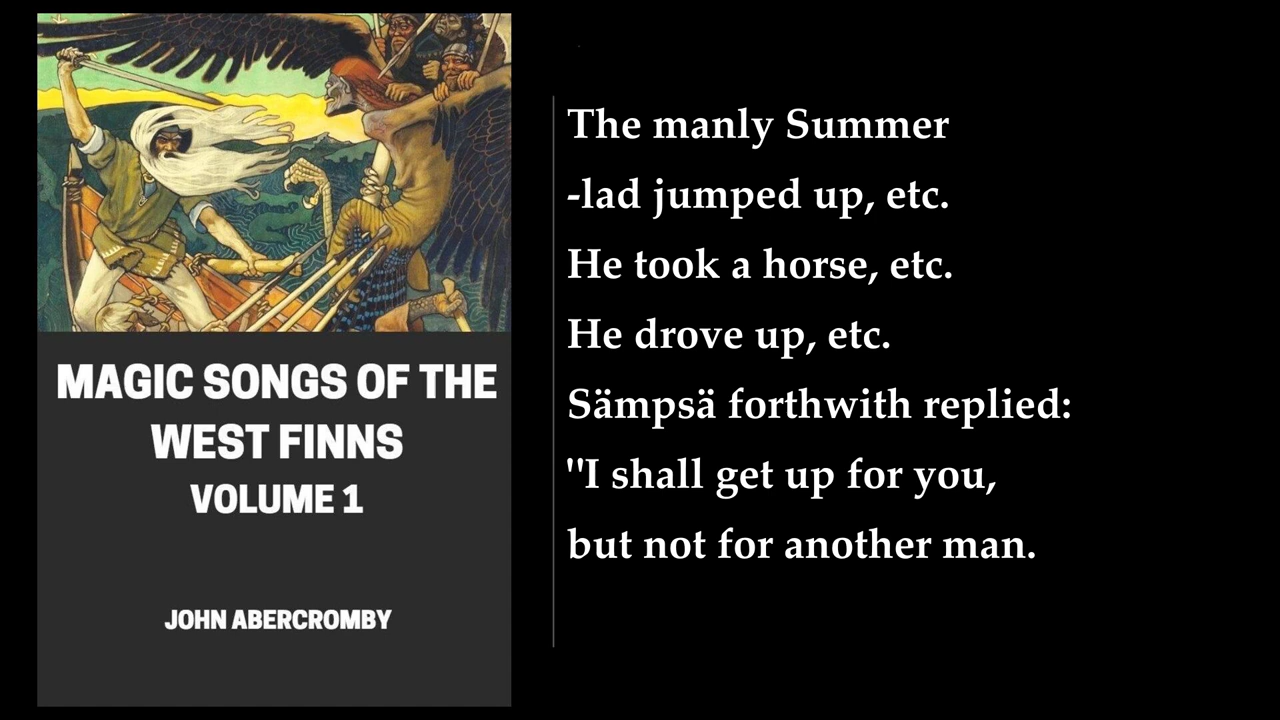 MAGIC SONGS OF THE
WEST FINNS
VOLUME 1
JOHN ABERCROMBY
The manly Summer
-lad jumped up, etc.
He took a horse, etc.
He drove up, etc.
Sämpsä forthwith replied:
"I shall get up for you,
but not for another man.